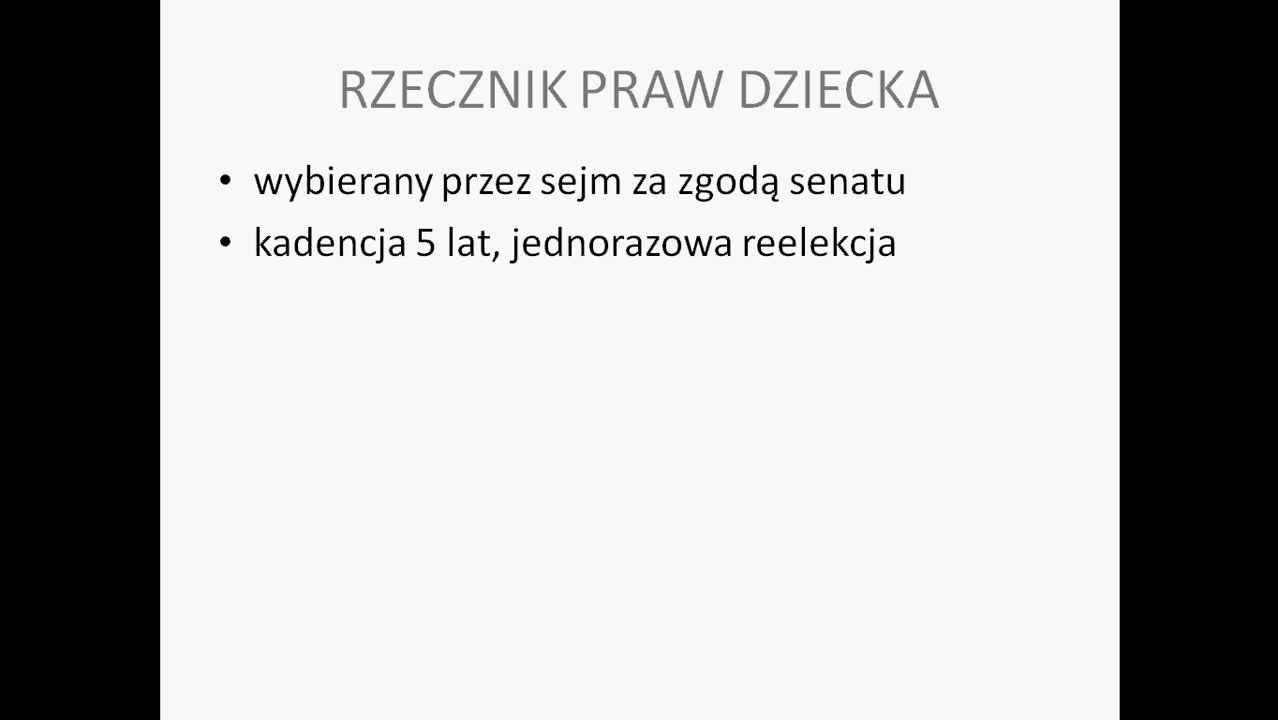 RZECZNIK PRAW DZIECKA
• wybierany przez sejm za zgodą senatu
• kadencja 5 lat, jednorazowa reelekcja